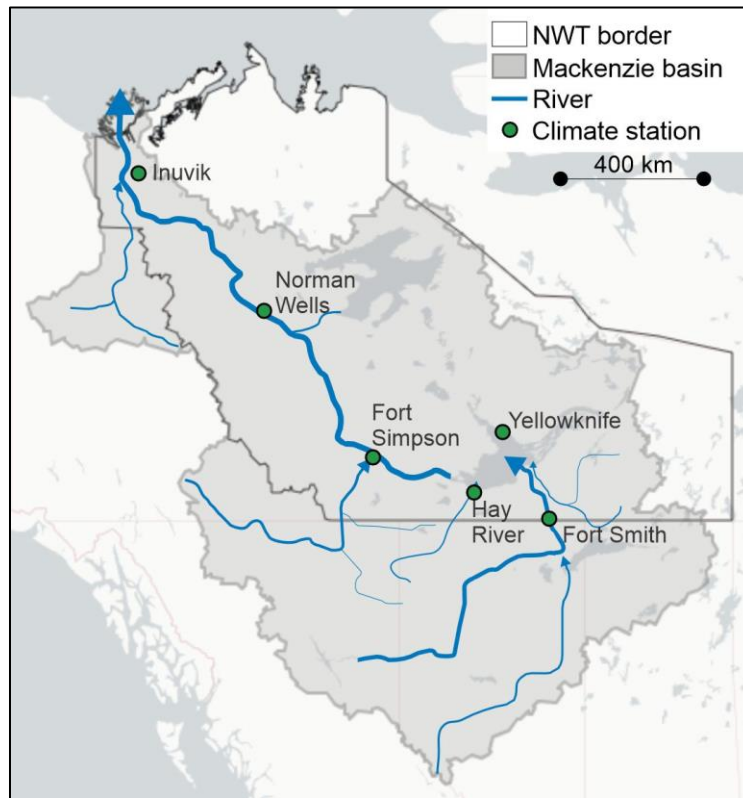 NWT border
Mackenzie basin
River
Climate station
400 km
Inuvik
Norman
Wells
Fort
Simpson
Yellowknife
Hay
River
Fort Smith